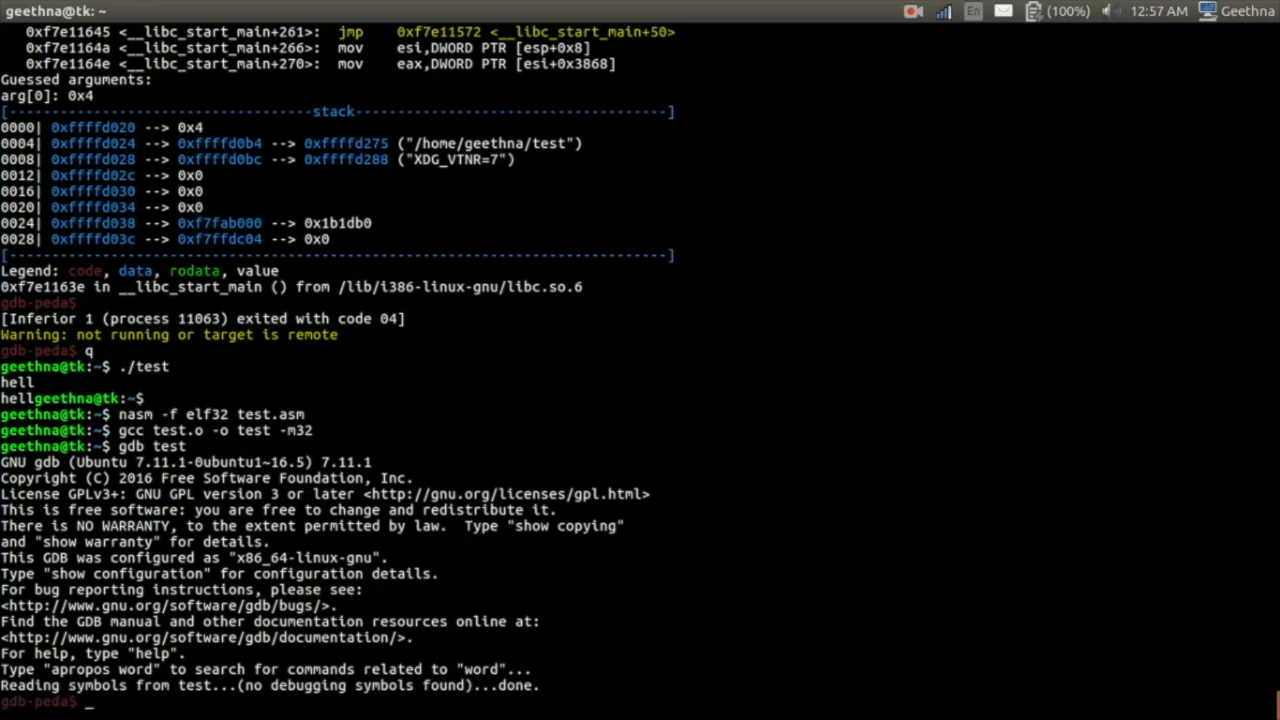 geethna@tk: ~
En (100%) 12:57 AM Geethna
0xf7e11645 <__libc_start_main+261>: jmp 0xf7e11572 <__libc_start_main+50>
0xf7e1164a <__libc_start_main+266>: mov esi,DWORD PTR [esp+0x8]
0xf7e1164e <__libc_start_main+270>: mov eax,DWORD PTR [esi+0x3868]
Guessed arguments:
arg[0]: 0x4
[------------------------------------stack-------------------------------------]
0000| 0xffffd020 --> 0x4
0004| 0xffffd024 --> 0xffffd0b4 --> 0xffffd275 ("/home/geethna/test")
0008| 0xffffd028 --> 0xffffd0bc --> 0xffffd288 ("XDG_VTNR=7")
0012| 0xffffd02c --> 0x0
0016| 0xffffd030 --> 0x0
0020| 0xffffd034 --> 0x0
0024| 0xffffd038 --> 0xf7fab000 --> 0x1b1db0
0028| 0xffffd03c --> 0xf7ffdc04 --> 0x0
[------------------------------------------------------------------------------]
Legend: code, data, rodata, value
0xf7e1163e in __libc_start_main () from /lib/i386-linux-gnu/libc.so.6
gdb-peda$
[Inferior 1 (process 11063) exited with code 04]
Warning: not running or target is remote
gdb-peda$ q
geethna@tk:~$ ./test
hell
hellgeethna@tk:~$
geethna@tk:~$ nasm -f elf32 test.asm
geethna@tk:~$ gcc test.o -o test -m32
geethna@tk:~$ gdb test
GNU gdb (Ubuntu 7.11.1-0ubuntu1~16.5) 7.11.1
Copyright (C) 2016 Free Software Foundation, Inc.
License GPLv3+: GNU GPL version 3 or later <http://gnu.org/licenses/gpl.html>
This is free software: you are free to change and redistribute it.
There is NO WARRANTY, to the extent permitted by law.  Type "show copying"
and "show warranty" for details.
This GDB was configured as "x86_64-linux-gnu".
Type "show configuration" for configuration details.
For bug reporting instructions, please see:
<http://www.gnu.org/software/gdb/bugs/>.
Find the GDB manual and other documentation resources online at:
<http://www.gnu.org/software/gdb/documentation/>.
For help, type "help".
Type "apropos word" to search for commands related to "word"...
Reading symbols from test...(no debugging symbols found)...done.
gdb-peda$ _